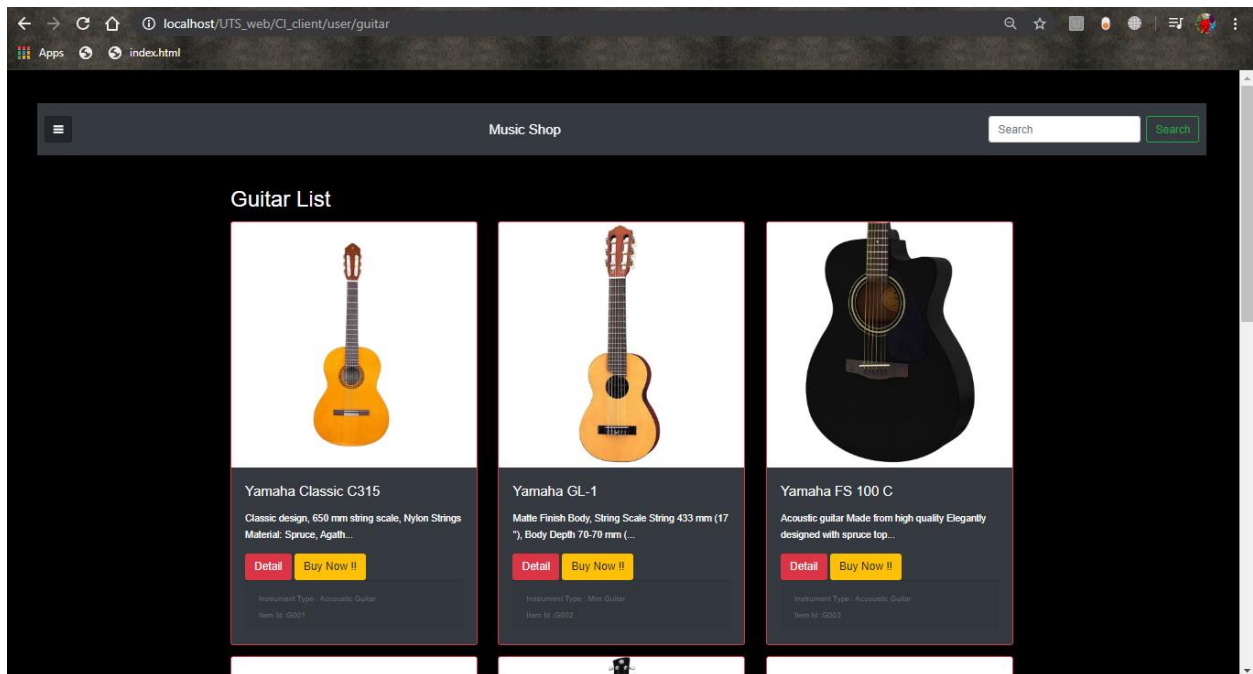 localhost/UTS_web/CI_client/user/guitar
Apps
index.html
Music Shop
Search
Search
Guitar List
Yamaha Classic C315
Classic design, 650 mm string scale, Nylon Strings
Material: Spruce, Agath...
Detail
Buy Now !!
Instrument Type : Accoustic Guitar
Item Id :G001
Yamaha GL-1
Matte Finish Body, String Scale String 433 mm (17
"), Body Depth 70-70 mm (...
Detail
Buy Now !!
Instrument Type : Mini Guitar
Item Id :G002
Yamaha FS 100 C
Acoustic guitar Made from high quality Elegantly
designed with spruce top...
Detail
Buy Now !!
Instrument Type : Accoustic Guitar
Item Id :G003